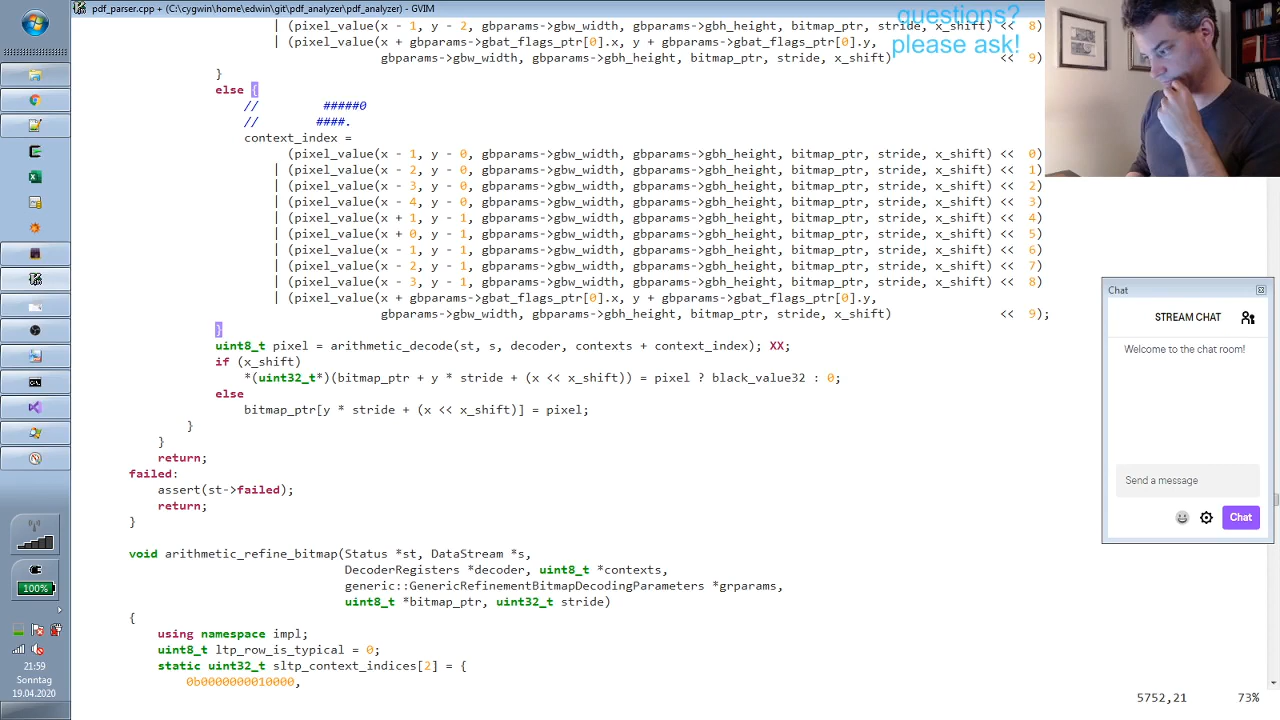 pdf_parser.cpp + (C:\cygwin\home\edwin\git\pdf_analyzer\pdf_analyzer) - GVIM
| (pixel_value(x - 1, y - 2, gbparams->gbw_width, gbparams->gbh_height, bitmap_ptr, stride, x_shift) << 8)
| (pixel_value(x + gbparams->gbat_flags_ptr[0].x, y + gbparams->gbat_flags_ptr[0].y,
gbparams->gbw_width, gbparams->gbh_height, bitmap_ptr, stride, x_shift) << 9)
}
else {
// #####0
// ####.
context_index =
(pixel_value(x - 1, y - 0, gbparams->gbw_width, gbparams->gbh_height, bitmap_ptr, stride, x_shift) << 0)
| (pixel_value(x - 2, y - 0, gbparams->gbw_width, gbparams->gbh_height, bitmap_ptr, stride, x_shift) << 1)
| (pixel_value(x - 3, y - 0, gbparams->gbw_width, gbparams->gbh_height, bitmap_ptr, stride, x_shift) << 2)
| (pixel_value(x - 4, y - 0, gbparams->gbw_width, gbparams->gbh_height, bitmap_ptr, stride, x_shift) << 3)
| (pixel_value(x + 1, y - 1, gbparams->gbw_width, gbparams->gbh_height, bitmap_ptr, stride, x_shift) << 4)
| (pixel_value(x + 0, y - 1, gbparams->gbw_width, gbparams->gbh_height, bitmap_ptr, stride, x_shift) << 5)
| (pixel_value(x - 1, y - 1, gbparams->gbw_width, gbparams->gbh_height, bitmap_ptr, stride, x_shift) << 6)
| (pixel_value(x - 2, y - 1, gbparams->gbw_width, gbparams->gbh_height, bitmap_ptr, stride, x_shift) << 7)
| (pixel_value(x - 3, y - 1, gbparams->gbw_width, gbparams->gbh_height, bitmap_ptr, stride, x_shift) << 8)
| (pixel_value(x + gbparams->gbat_flags_ptr[0].x, y + gbparams->gbat_flags_ptr[0].y,
gbparams->gbw_width, gbparams->gbh_height, bitmap_ptr, stride, x_shift) << 9);
}
uint8_t pixel = arithmetic_decode(st, s, decoder, contexts + context_index); XX;
if (x_shift)
*(uint32_t*)(bitmap_ptr + y * stride + (x << x_shift)) = pixel ? black_value32 : 0;
else
bitmap_ptr[y * stride + (x << x_shift)] = pixel;
}
}
return;
failed:
assert(st->failed);
return;
}
void arithmetic_refine_bitmap(Status *st, DataStream *s,
DecoderRegisters *decoder, uint8_t *contexts,
generic::GenericRefinementBitmapDecodingParameters *grparams,
uint8_t *bitmap_ptr, uint32_t stride)
{
using namespace impl;
uint8_t ltp_row_is_typical = 0;
static uint32_t sltp_context_indices[2] = {
0b0000000010000,
5752,21 73%
questions?
please ask!
Chat
STREAM CHAT
Welcome to the chat room!
Send a message
Chat
100%
21:59
Sonntag
19.04.2020